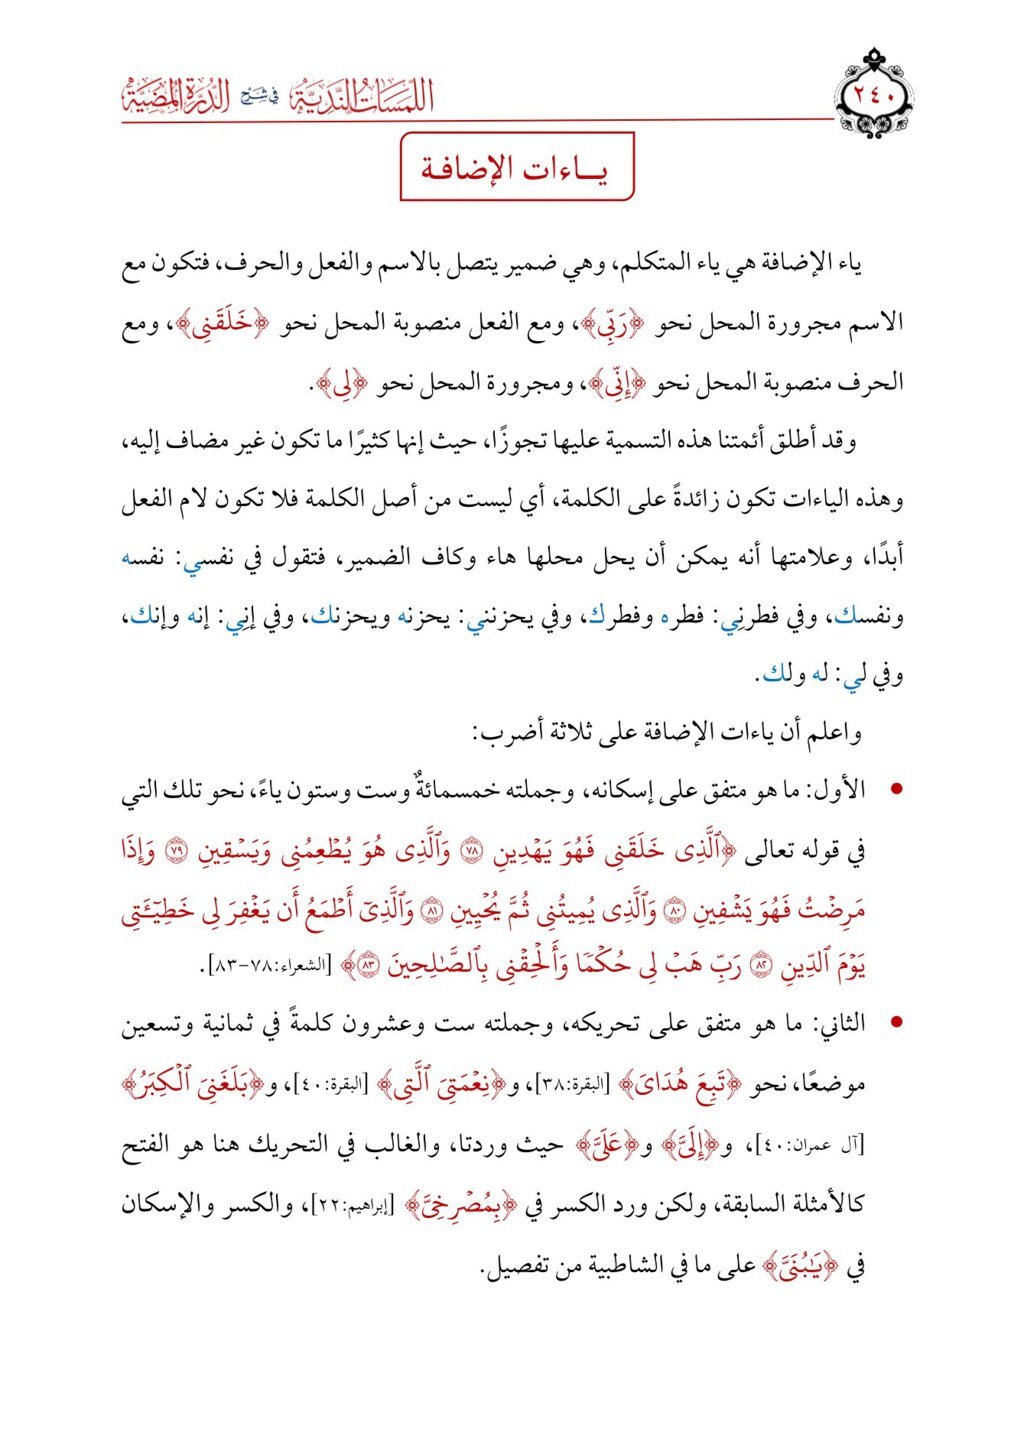 ٢٤٠
اللمسات الندية في شرح الدرة المضية
يــاءات الإضافـة
ياء الإضافة هي ياء المتكلم، وهي ضمير يتصل بالاسم والفعل والحرف، فتكون مع
الاسم مجرورة المحل نحو ﴿رَبِّي﴾، ومع الفعل منصوبة المحل نحو ﴿خَلَقَنِي﴾، ومع
الحرف منصوبة المحل نحو ﴿إِنِّي﴾، ومجرورة المحل نحو ﴿لِي﴾.
وقد أطلق أئمتنا هذه التسمية عليها تجوزًا، حيث إنها كثيرًا ما تكون غير مضاف إليه،
وهذه الياءات تكون زائدةً على الكلمة، أي ليست من أصل الكلمة فلا تكون لام الفعل
أبدًا، وعلامتها أنه يمكن أن يحل محلها هاء وكاف الضمير، فتقول في نفسي: نفسه
ونفسك، وفي فطرنِي: فطره وفطرك، وفي يحزنني: يحزنه ويحزنك، وفي إنِي: إنه وإنك،
وفي لي: له ولك.
واعلم أن ياءات الإضافة على ثلاثة أضرب:
• الأول: ما هو متفق على إسكانه، وجملته خمسمائةٌ وست وستون ياءً، نحو تلك التي
في قوله تعالى ﴿ٱلَّذِي خَلَقَنِي فَهُوَ يَهۡدِينِ ٧٨ وَٱلَّذِي هُوَ يُطۡعِمُنِي وَيَسۡقِينِ ٧٩ وَإِذَا
مَرِضۡتُ فَهُوَ يَشۡفِينِ ٨٠ وَٱلَّذِي يُمِيتُنِي ثُمَّ يُحۡيِينِ ٨١ وَٱلَّذِيٓ أَطۡمَعُ أَن يَغۡفِرَ لِي خَطِيٓـَٔتِي
يَوۡمَ ٱلدِّينِ ٨٢ رَبِّ هَبۡ لِي حُكۡمٗا وَأَلۡحِقۡنِي بِٱلصَّٰلِحِينَ ٨٣﴾ [الشعراء:٧٨-٨٣].
• الثاني: ما هو متفق على تحريكه، وجملته ست وعشرون كلمةً في ثمانية وتسعين
موضعًا، نحو ﴿تَبِعَ هُدَايَ﴾ [البقرة:٣٨]، و﴿نِعۡمَتِيَ ٱلَّتِي﴾ [البقرة:٤٠]، و﴿بَلَغَنِيَ ٱلۡكِبَرُ﴾
[آل عمران:٤٠]، و﴿إِلَيَّ﴾ و﴿عَلَيَّ﴾ حيث وردتا، والغالب في التحريك هنا هو الفتح
كالأمثلة السابقة، ولكن ورد الكسر في ﴿بِمُصۡرِخِيَّ﴾ [إبراهيم:٢٢]، والكسر والإسكان
في ﴿يَٰبُنَيَّ﴾ على ما في الشاطبية من تفصيل.